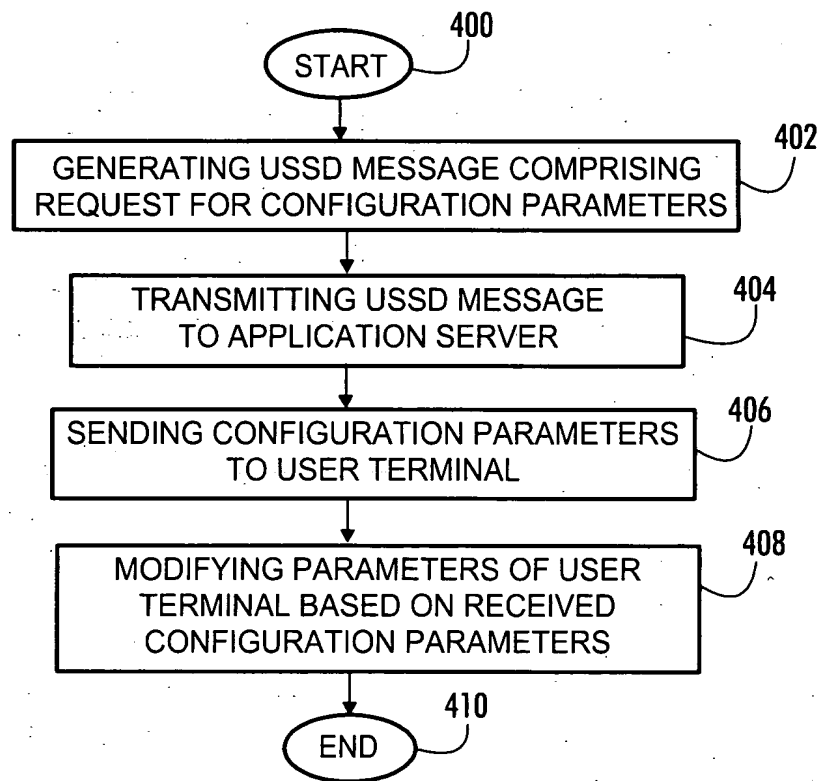 400
START
402
GENERATING USSD MESSAGE COMPRISING
REQUEST FOR CONFIGURATION PARAMETERS
TRANSMITTING USSD MESSAGE
TO APPLICATION SERVER
404
SENDING CONFIGURATION PARAMETERS
TO USER TERMINAL
406
408
MODIFYING PARAMETERS OF USER
TERMINAL BASED ON RECEIVED
CONFIGURATION PARAMETERS
410
END